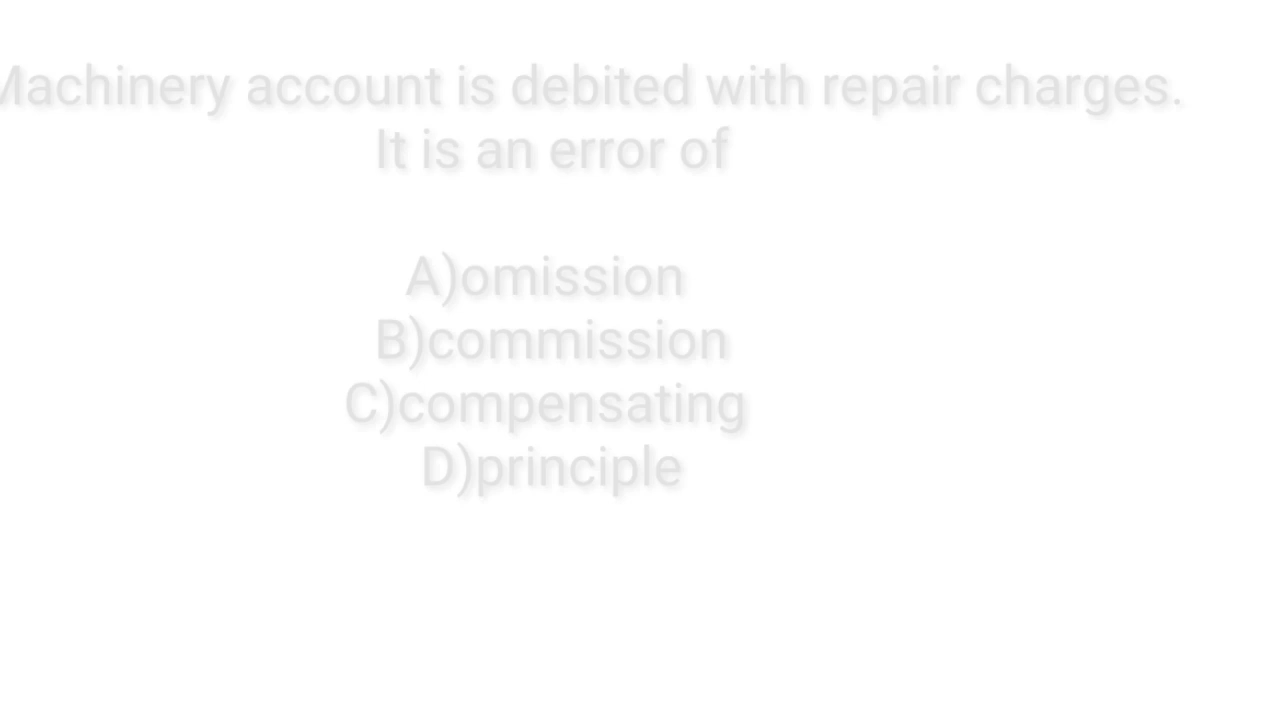 Machinery account is debited with repair charges.
It is an error of
A)omission
B)commission
C)compensating
D)principle